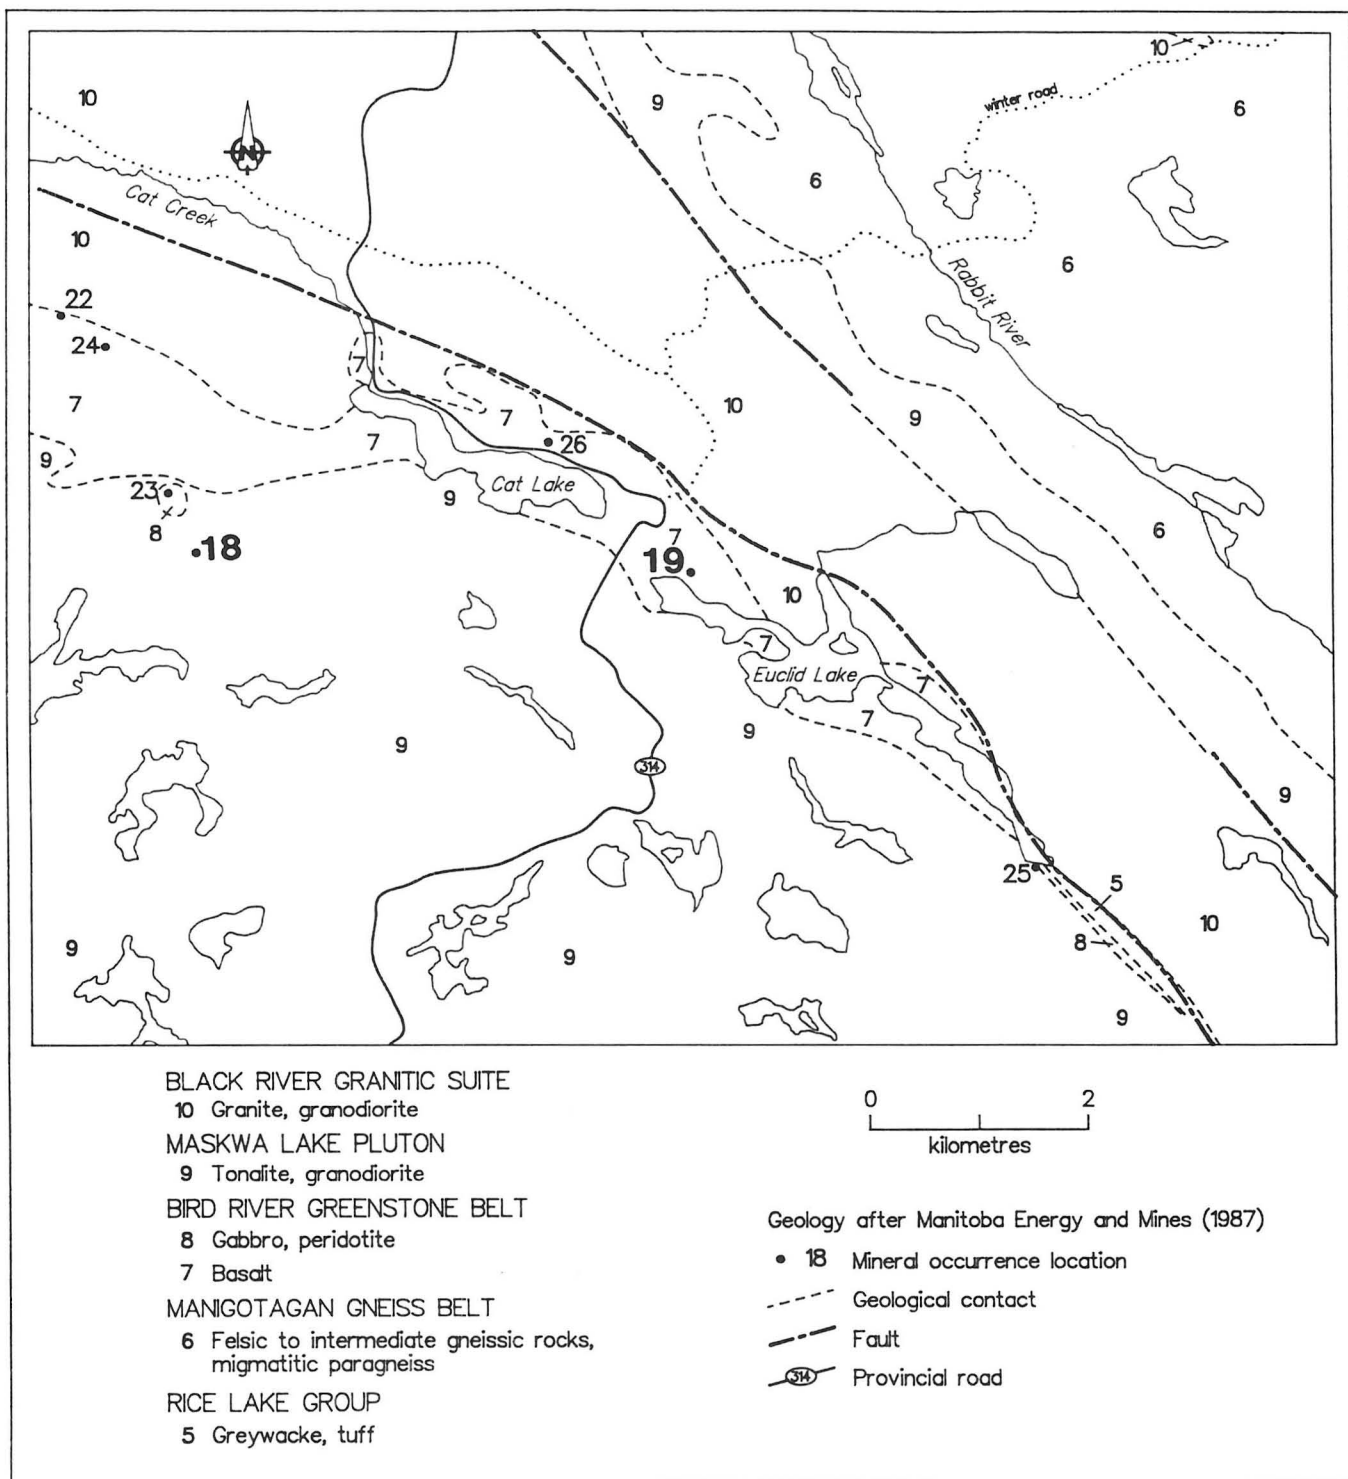 10
9
10
winter road
6
6
Cat Creek
10
6
Rabbit River
22
24
7
7
7
10
9
7
26
9
23
9
Cat Lake
8
18
7
19
6
10
7
Euclid Lake
7
7
9
9
314
9
25
5
10
8
9
9
9
BLACK RIVER GRANITIC SUITE
10 Granite, granodiorite
MASKWA LAKE PLUTON
9 Tonalite, granodiorite
BIRD RIVER GREENSTONE BELT
8 Gabbro, peridotite
7 Basalt
MANIGOTAGAN GNEISS BELT
6 Felsic to intermediate gneissic rocks,
migmatitic paragneiss
RICE LAKE GROUP
5 Greywacke, tuff
0 2
kilometres
Geology after Manitoba Energy and Mines (1987)
18 Mineral occurrence location
Geological contact
Fault
314 Provincial road
N